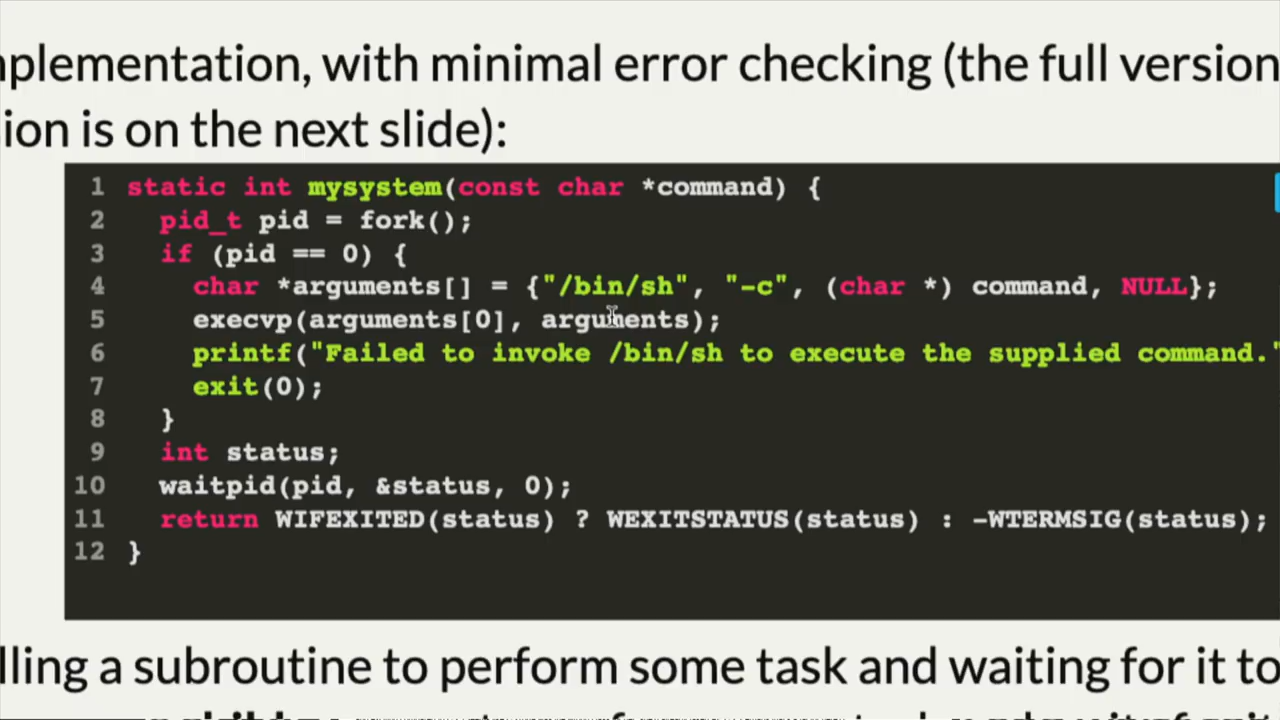 nplementation, with minimal error checking (the full version
ion is on the next slide):
1 static int mysystem(const char *command) {
2   pid_t pid = fork();
3   if (pid == 0) {
4     char *arguments[] = {"/bin/sh", "-c", (char *) command, NULL};
5     execvp(arguments[0], arguments);
6     printf("Failed to invoke /bin/sh to execute the supplied command."
7     exit(0);
8   }
9   int status;
10   waitpid(pid, &status, 0);
11   return WIFEXITED(status) ? WEXITSTATUS(status) : -WTERMSIG(status);
12 }
lling a subroutine to perform some task and waiting for it to